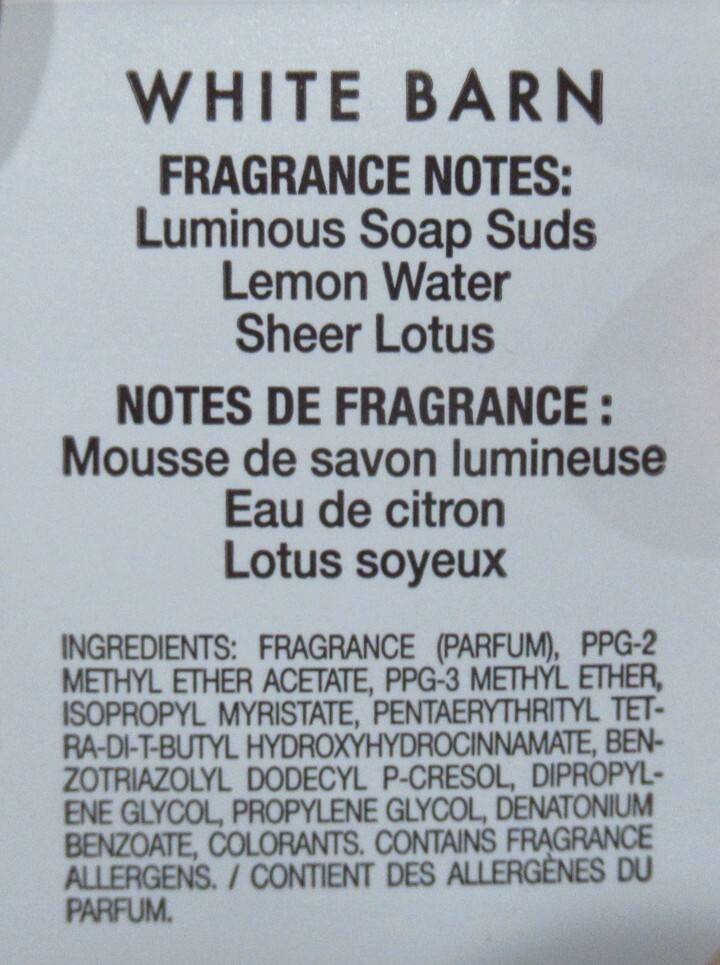 WHITE BARN
FRAGRANCE NOTES:
Luminous Soap Suds
Lemon Water
Sheer Lotus
NOTES DE FRAGRANCE :
Mousse de savon lumineuse
Eau de citron
Lotus soyeux
INGREDIENTS: FRAGRANCE (PARFUM), PPG-2
METHYL ETHER ACETATE, PPG-3 METHYL ETHER,
ISOPROPYL MYRISTATE, PENTAERYTHRITYL TET-
RA-DI-T-BUTYL HYDROXYHYDROCINNAMATE, BEN-
ZOTRIAZOLYL DODECYL P-CRESOL, DIPROPYL-
ENE GLYCOL, PROPYLENE GLYCOL, DENATONIUM
BENZOATE, COLORANTS. CONTAINS FRAGRANCE
ALLERGENS. / CONTIENT DES ALLERGÈNES DU
PARFUM.